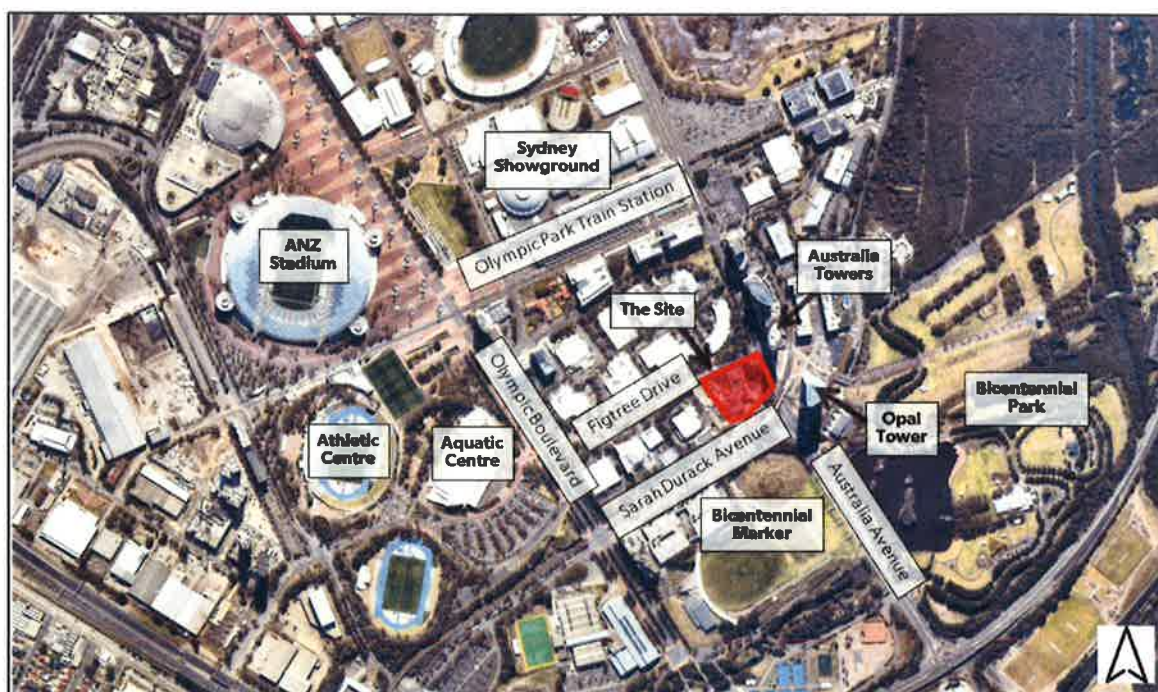 Sydney
Showground
Olympic Park Train Station
ANZ
Stadium
Australia
Towers
The Site
Olympic Boulevard
Figtree Drive
Bicentennial
Park
Opal
Tower
Athletic
Centre
Aquatic
Centre
Sarah Durack Avenue
Bicentennial
Marker
Australia Avenue